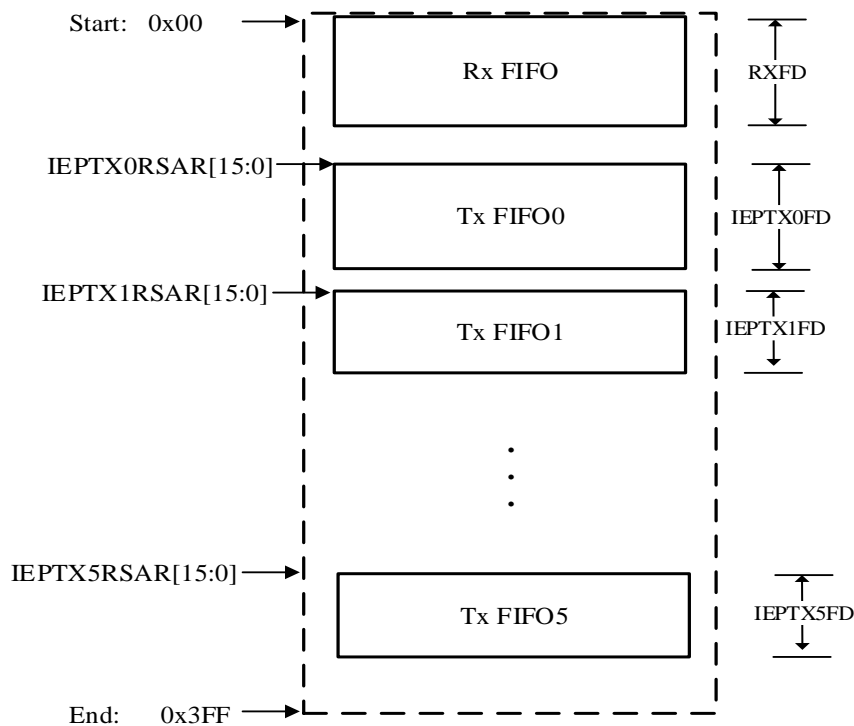 Start: 0x00
Rx FIFO
RXFD
IEPTX0RSAR[15:0]
Tx FIFO0
IEPTX0FD
IEPTX1RSAR[15:0]
Tx FIFO1
IEPTX1FD
IEPTX5RSAR[15:0]
Tx FIFO5
IEPTX5FD
End: 0x3FF